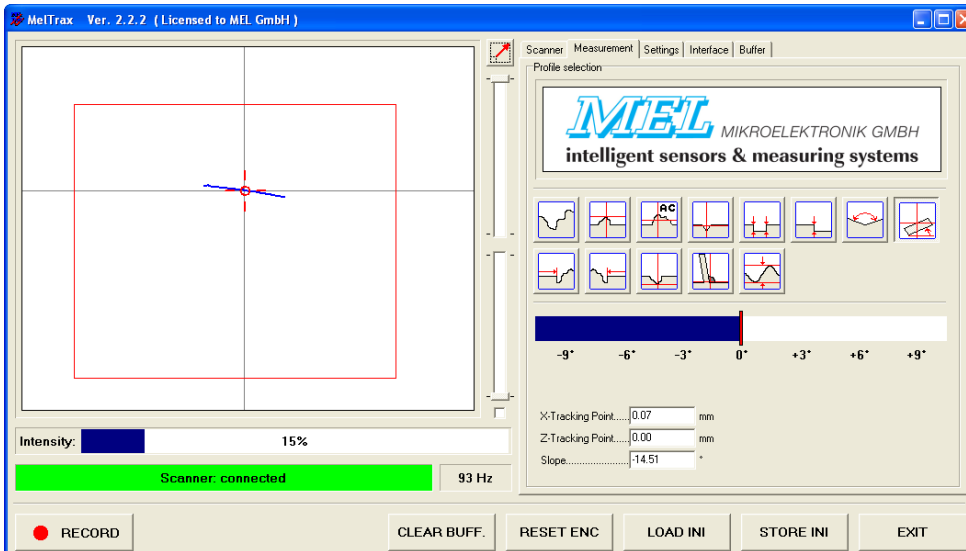 MelTrax Ver. 2.2.2 ( Licensed to MEL GmbH )
Scanner Measurement Settings Interface Buffer
Profile selection
MEL MIKROELEKTRONIK GMBH
intelligent sensors & measuring systems
AC
-9° -6° -3° 0° +3° +6° +9°
X-Tracking Point..... 0.07 mm
Z-Tracking Point..... 0.00 mm
Slope....................... -14.51 °
Intensity: 15%
Scanner: connected 93 Hz
RECORD CLEAR BUFF. RESET ENC LOAD INI STORE INI EXIT